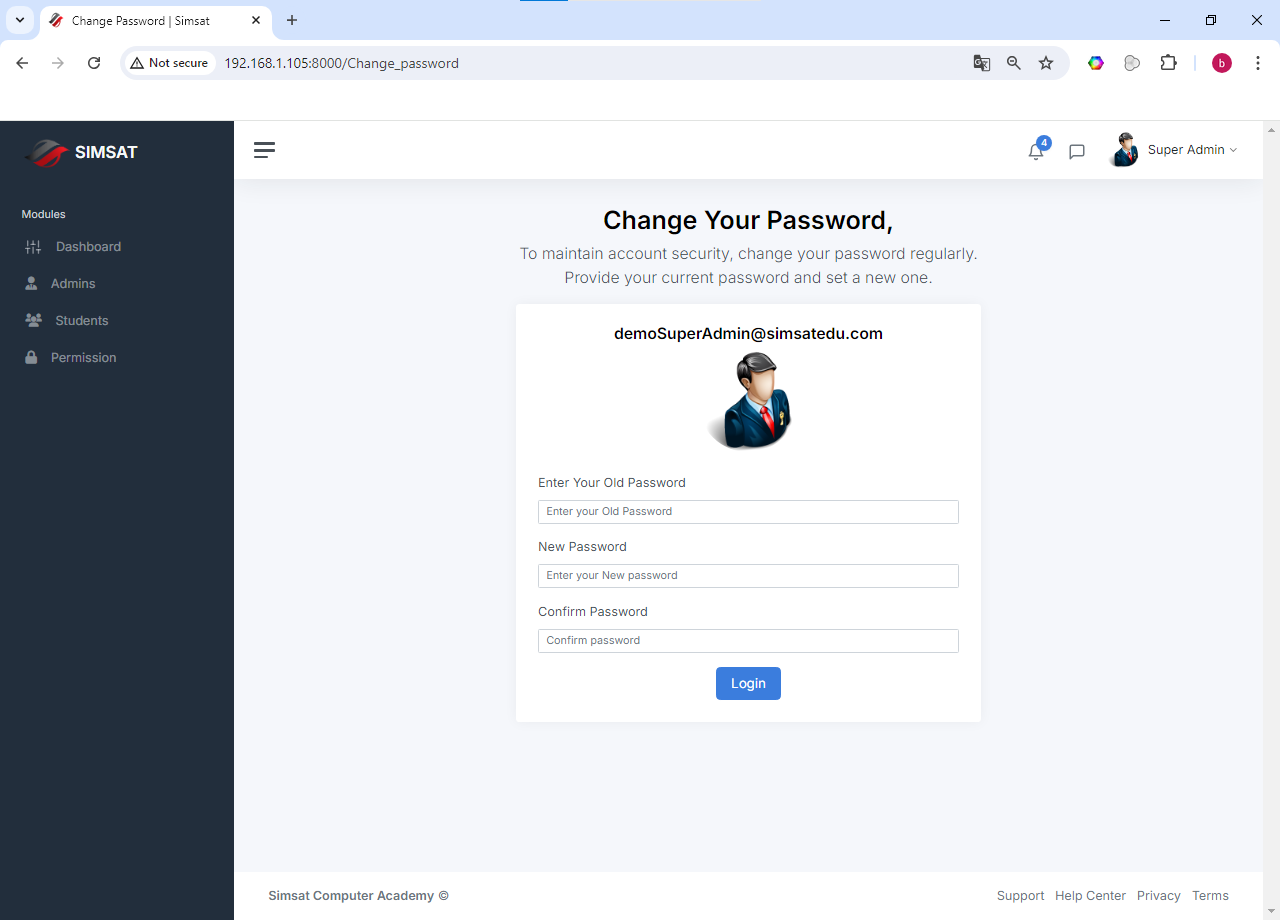 Change Password | Simsat
Not secure
192.168.1.105:8000/Change_password
b
SIMSAT
4
Super Admin
Modules
Dashboard
Admins
Students
Permission
Change Your Password,
To maintain account security, change your password regularly.
Provide your current password and set a new one.
demoSuperAdmin@simsatedu.com
Enter Your Old Password
Enter your Old Password
New Password
Enter your New password
Confirm Password
Confirm password
Login
Simsat Computer Academy ©
Support Help Center Privacy Terms